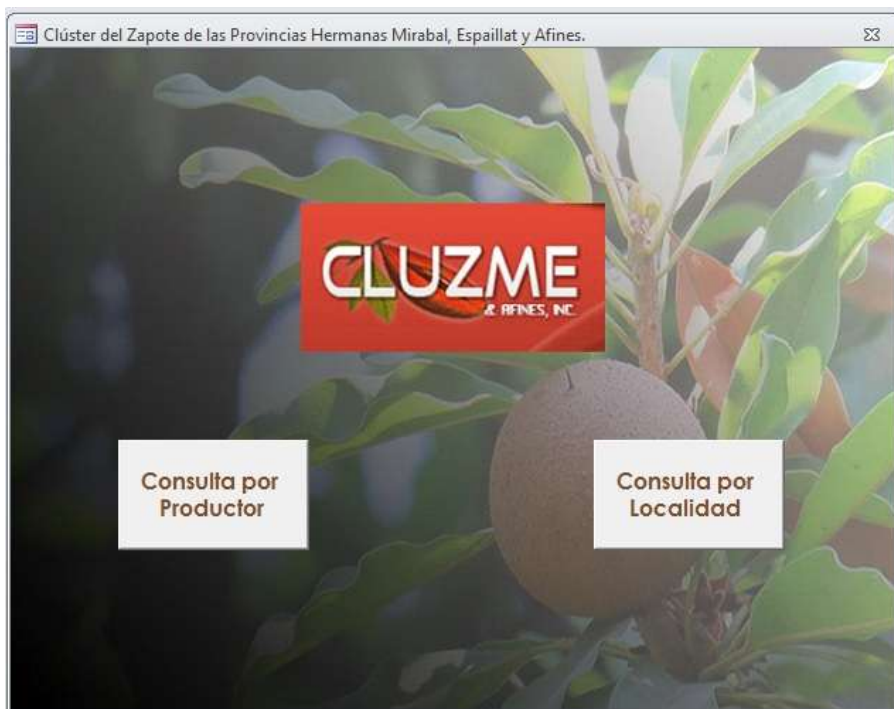 Clúster del Zapote de las Provincias Hermanas Mirabal, Espaillat y Afines.
CLUZME
& AFINES, INC.
Consulta por
Productor
Consulta por
Localidad